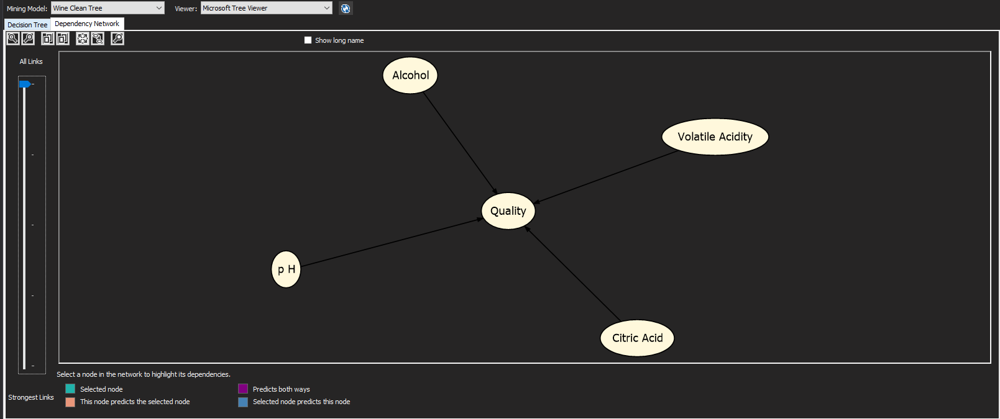 Mining Model: Wine Clean Tree Viewer: Microsoft Tree Viewer
Decision Tree Dependency Network
Show long name
All Links
Alcohol
Volatile Acidity
Quality
p H
Citric Acid
Select a node in the network to highlight its dependencies.
Strongest Links
Selected node
Predicts both ways
This node predicts the selected node
Selected node predicts this node